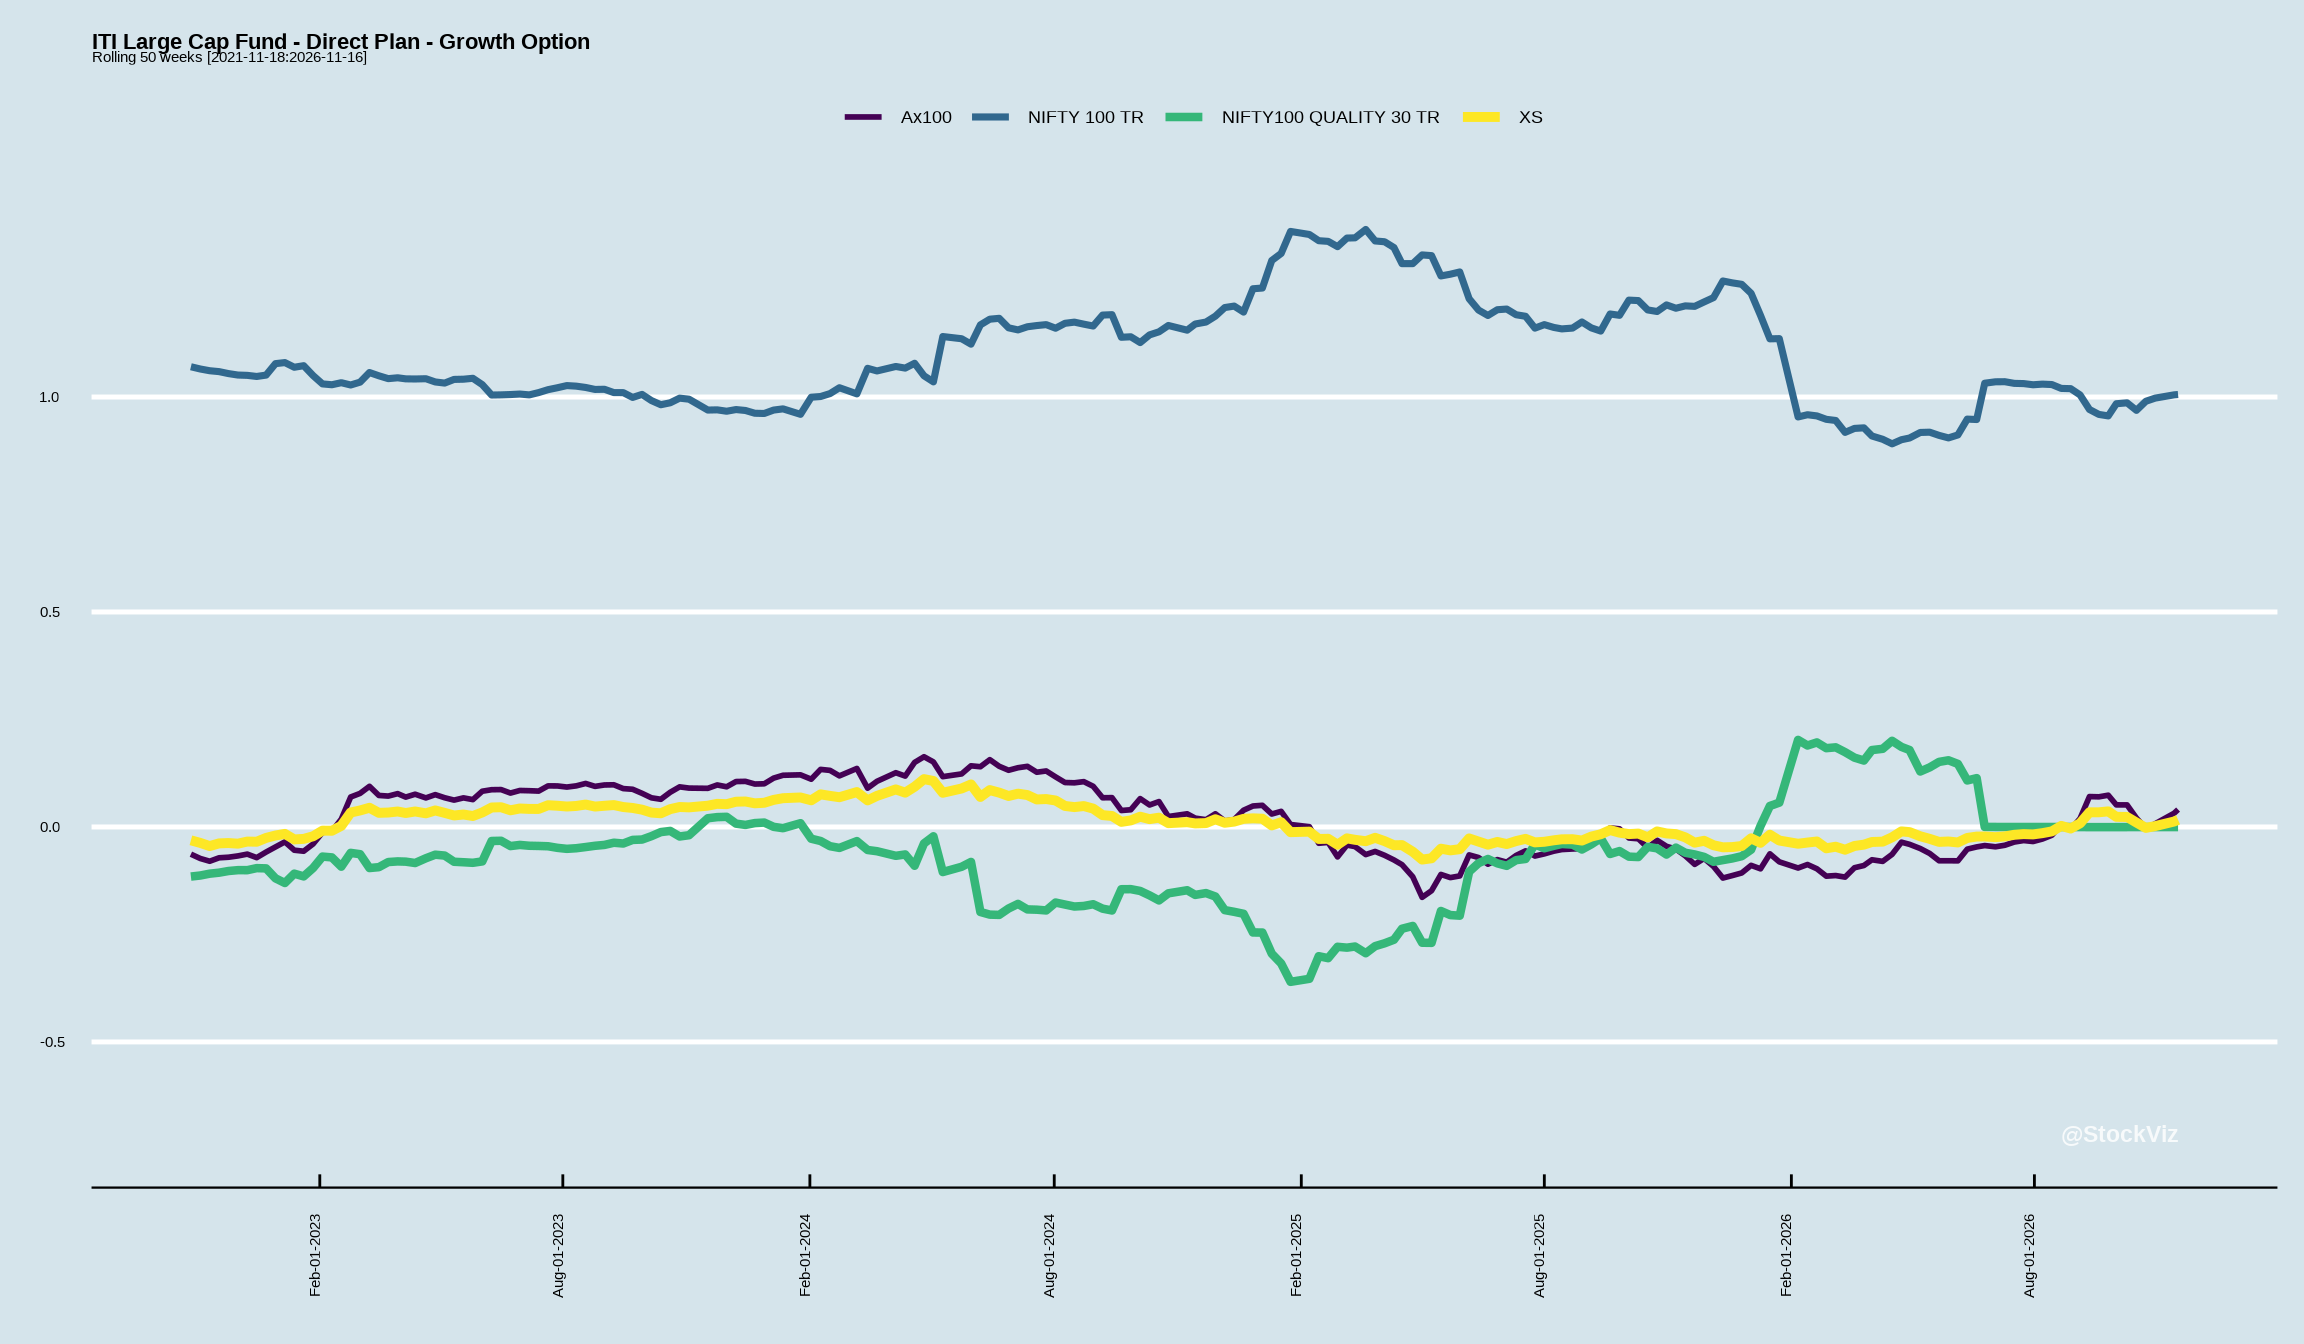 ITI Large Cap Fund - Direct Plan - Growth Option
Rolling 50 weeks [2021-11-18:2026-11-16]
Ax100 NIFTY 100 TR NIFTY100 QUALITY 30 TR XS
1.0
0.5
0.0
-0.5
@StockViz
Feb-01-2023 Aug-01-2023 Feb-01-2024 Aug-01-2024 Feb-01-2025 Aug-01-2025 Feb-01-2026 Aug-01-2026